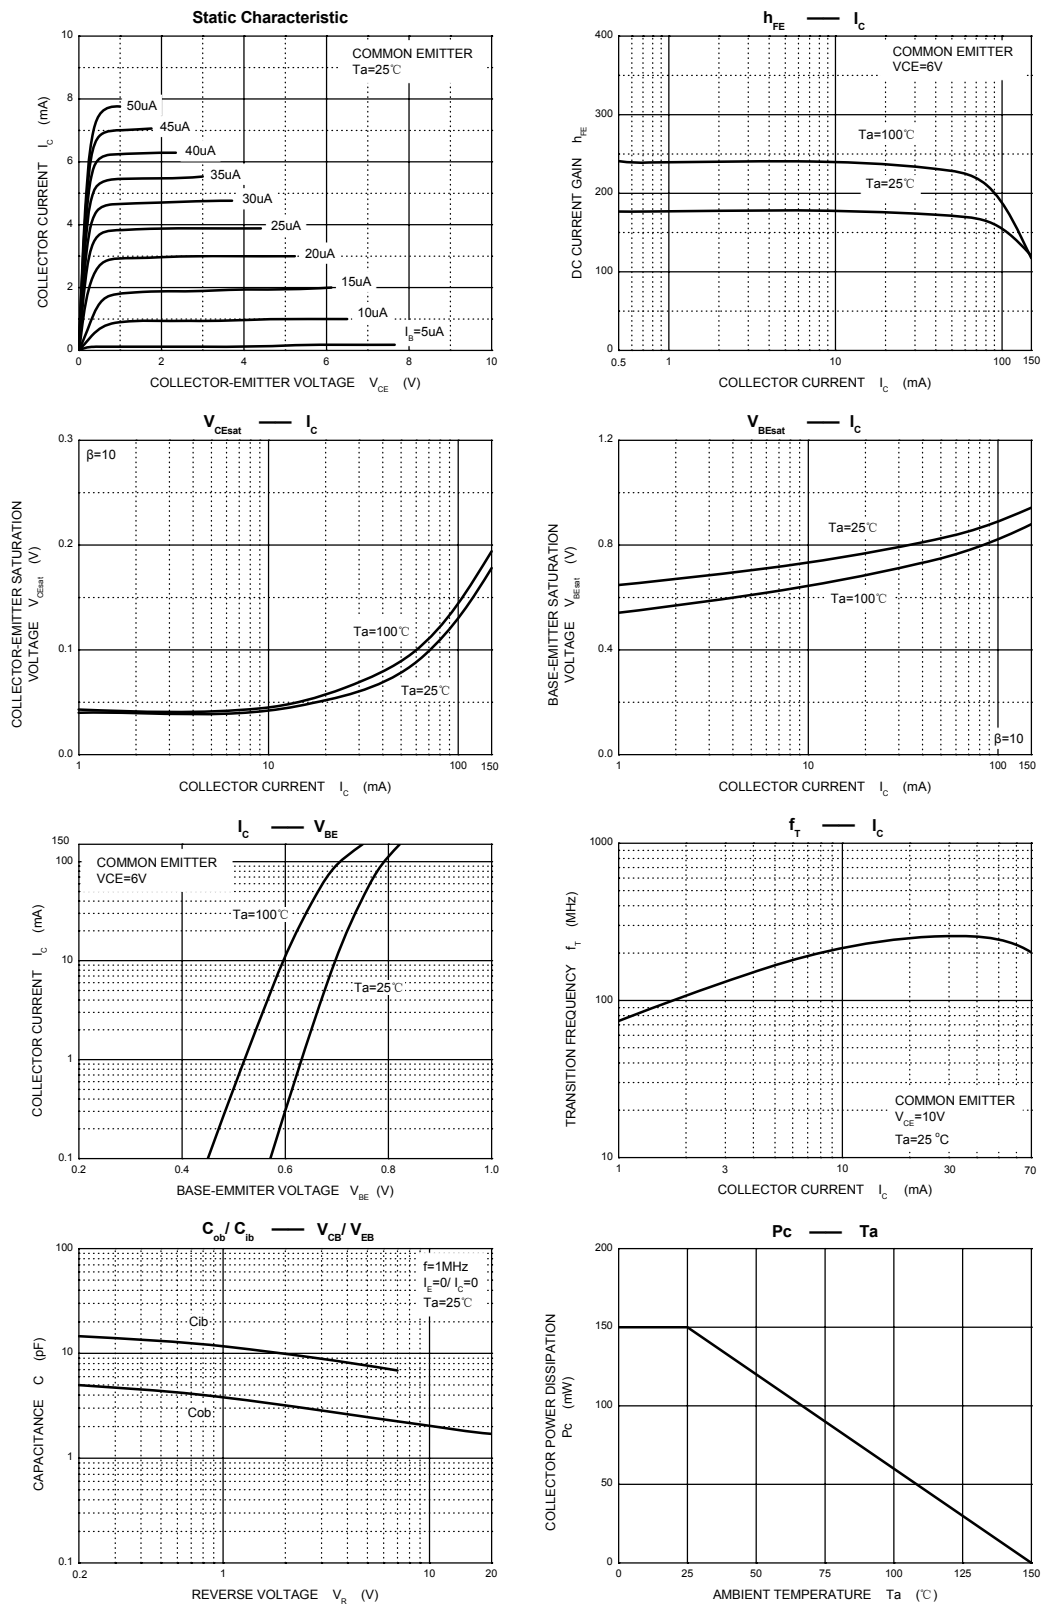 Static Characteristic
COMMON EMITTER
Ta=25℃
50uA
45uA
40uA
35uA
30uA
25uA
20uA
15uA
10uA
I_B=5uA
10
8
6
4
2
0
0 2 4 6 8 10
COLLECTOR CURRENT I_C (mA)
COLLECTOR-EMITTER VOLTAGE V_CE (V)
h_FE — I_C
COMMON EMITTER
VCE=6V
Ta=100℃
Ta=25℃
400
300
200
100
0
0.5 1 10 100 150
DC CURRENT GAIN h_FE
COLLECTOR CURRENT I_C (mA)
V_CEsat — I_C
β=10
Ta=100℃
Ta=25℃
0.3
0.2
0.1
0.0
1 10 100 150
COLLECTOR-EMITTER SATURATION
VOLTAGE V_CEsat (V)
COLLECTOR CURRENT I_C (mA)
V_BEsat — I_C
Ta=25℃
Ta=100℃
β=10
1.2
0.8
0.4
0.0
1 10 100 150
BASE-EMITTER SATURATION
VOLTAGE V_BEsat (V)
COLLECTOR CURRENT I_C (mA)
I_C — V_BE
COMMON EMITTER
VCE=6V
Ta=100℃
Ta=25℃
150
100
10
1
0.1
0.2 0.4 0.6 0.8 1.0
COLLECTOR CURRENT I_C (mA)
BASE-EMMITER VOLTAGE V_BE (V)
f_T — I_C
COMMON EMITTER
V_CE=10V
Ta=25 °C
1000
100
10
1 3 10 30 70
TRANSITION FREQUENCY f_T (MHz)
COLLECTOR CURRENT I_C (mA)
C_ob/ C_ib — V_CB/ V_EB
f=1MHz
I_E=0/ I_C=0
Ta=25℃
Cib
Cob
100
10
1
0.1
0.2 1 10 20
CAPACITANCE C (pF)
REVERSE VOLTAGE V_R (V)
Pc — Ta
200
150
100
50
0
0 25 50 75 100 125 150
COLLECTOR POWER DISSIPATION
Pc (mW)
AMBIENT TEMPERATURE Ta (℃)